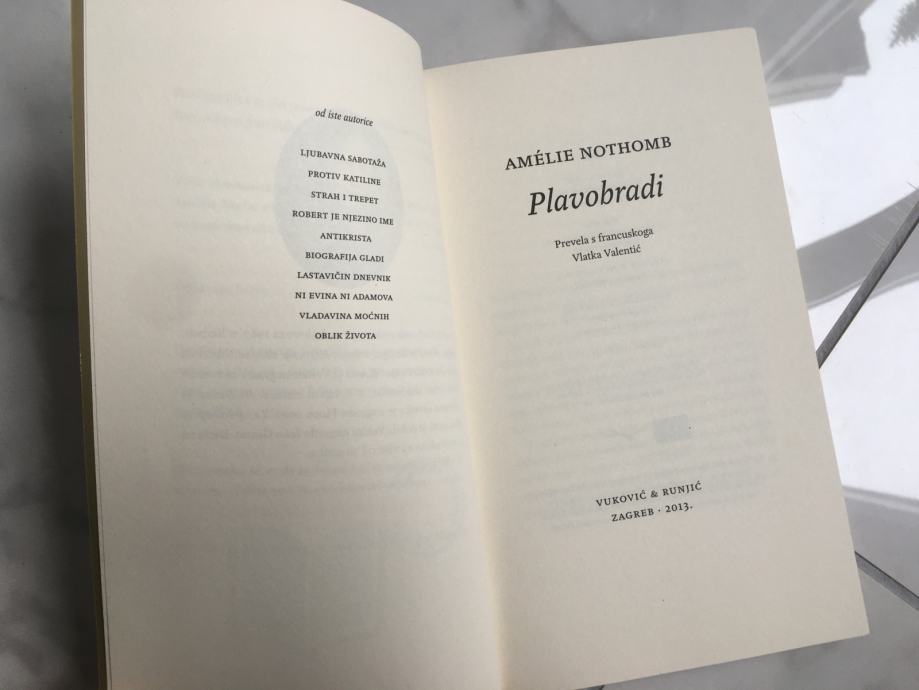 od iste autorice
LJUBAVNA SABOTAŽA
PROTIV KATILINE
STRAH I TREPET
ROBERT JE NJEZINO IME
ANTIKRISTA
BIOGRAFIJA GLADI
LASTAVIČIN DNEVNIK
NI EVINA NI ADAMOVA
VLADAVINA MOĆNIH
OBLIK ŽIVOTA
AMÉLIE NOTHOMB
Plavobradi
Prevela s francuskoga
Vlatka Valentić
VUKOVIĆ & RUNJIĆ
ZAGREB · 2013.